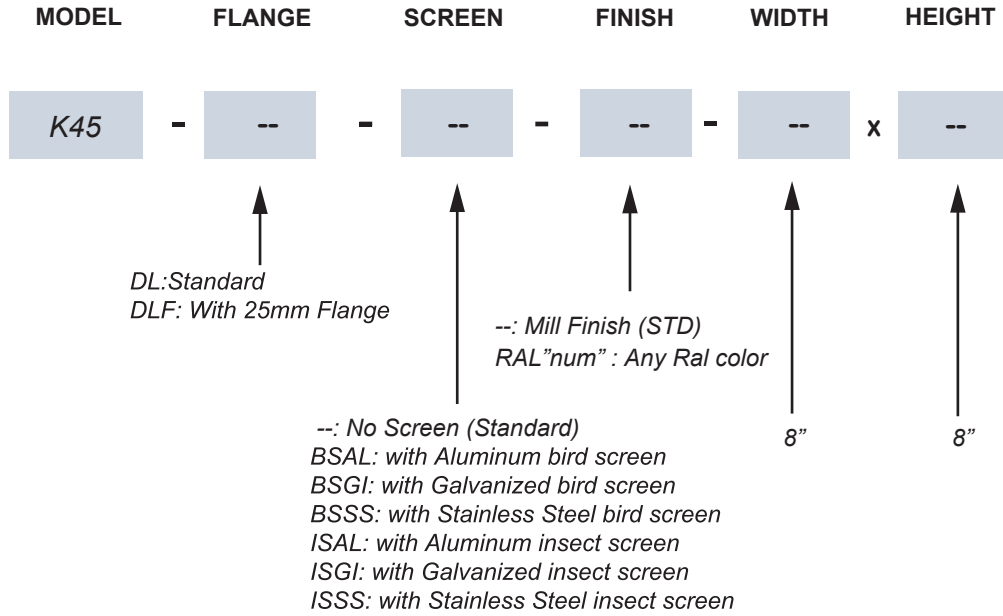 MODEL FLANGE SCREEN FINISH WIDTH HEIGHT
K45 - -- - -- - -- - -- x --
DL:Standard
DLF: With 25mm Flange
--: Mill Finish (STD)
RAL”num” : Any Ral color
--: No Screen (Standard)
BSAL: with Aluminum bird screen
BSGI: with Galvanized bird screen
BSSS: with Stainless Steel bird screen
ISAL: with Aluminum insect screen
ISGI: with Galvanized insect screen
ISSS: with Stainless Steel insect screen
8”
8”